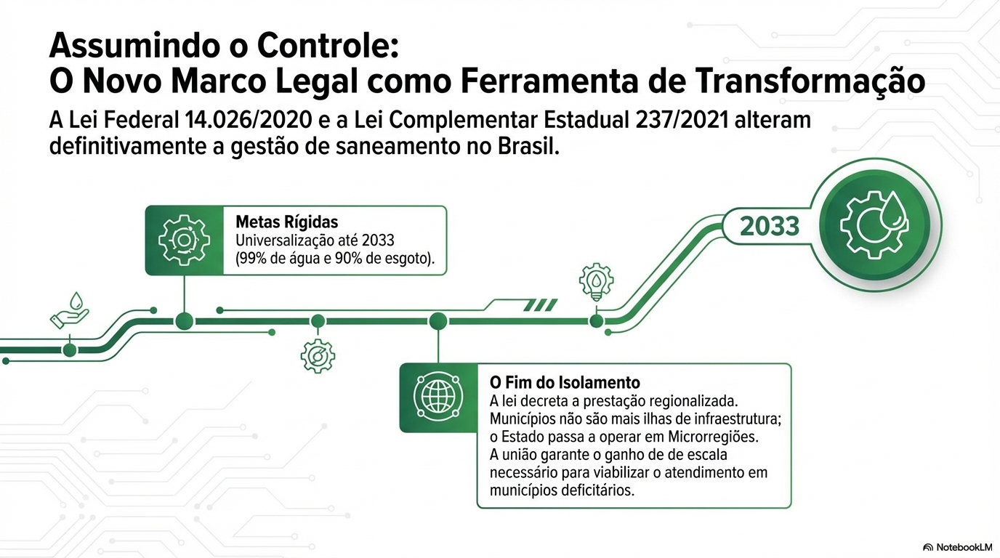 Assumindo o Controle:
O Novo Marco Legal como Ferramenta de Transformação
A Lei Federal 14.026/2020 e a Lei Complementar Estadual 237/2021 alteram
definitivamente a gestão de saneamento no Brasil.
Metas Rígidas
Universalização até 2033
(99% de água e 90% de esgoto).
2033
O Fim do Isolamento
A lei decreta a prestação regionalizada.
Municípios não são mais ilhas de infraestrutura;
o Estado passa a operar em Microrregiões.
A união garante o ganho de de escala
necessário para viabilizar o atendimento em
municípios deficitários.
NotebookLM